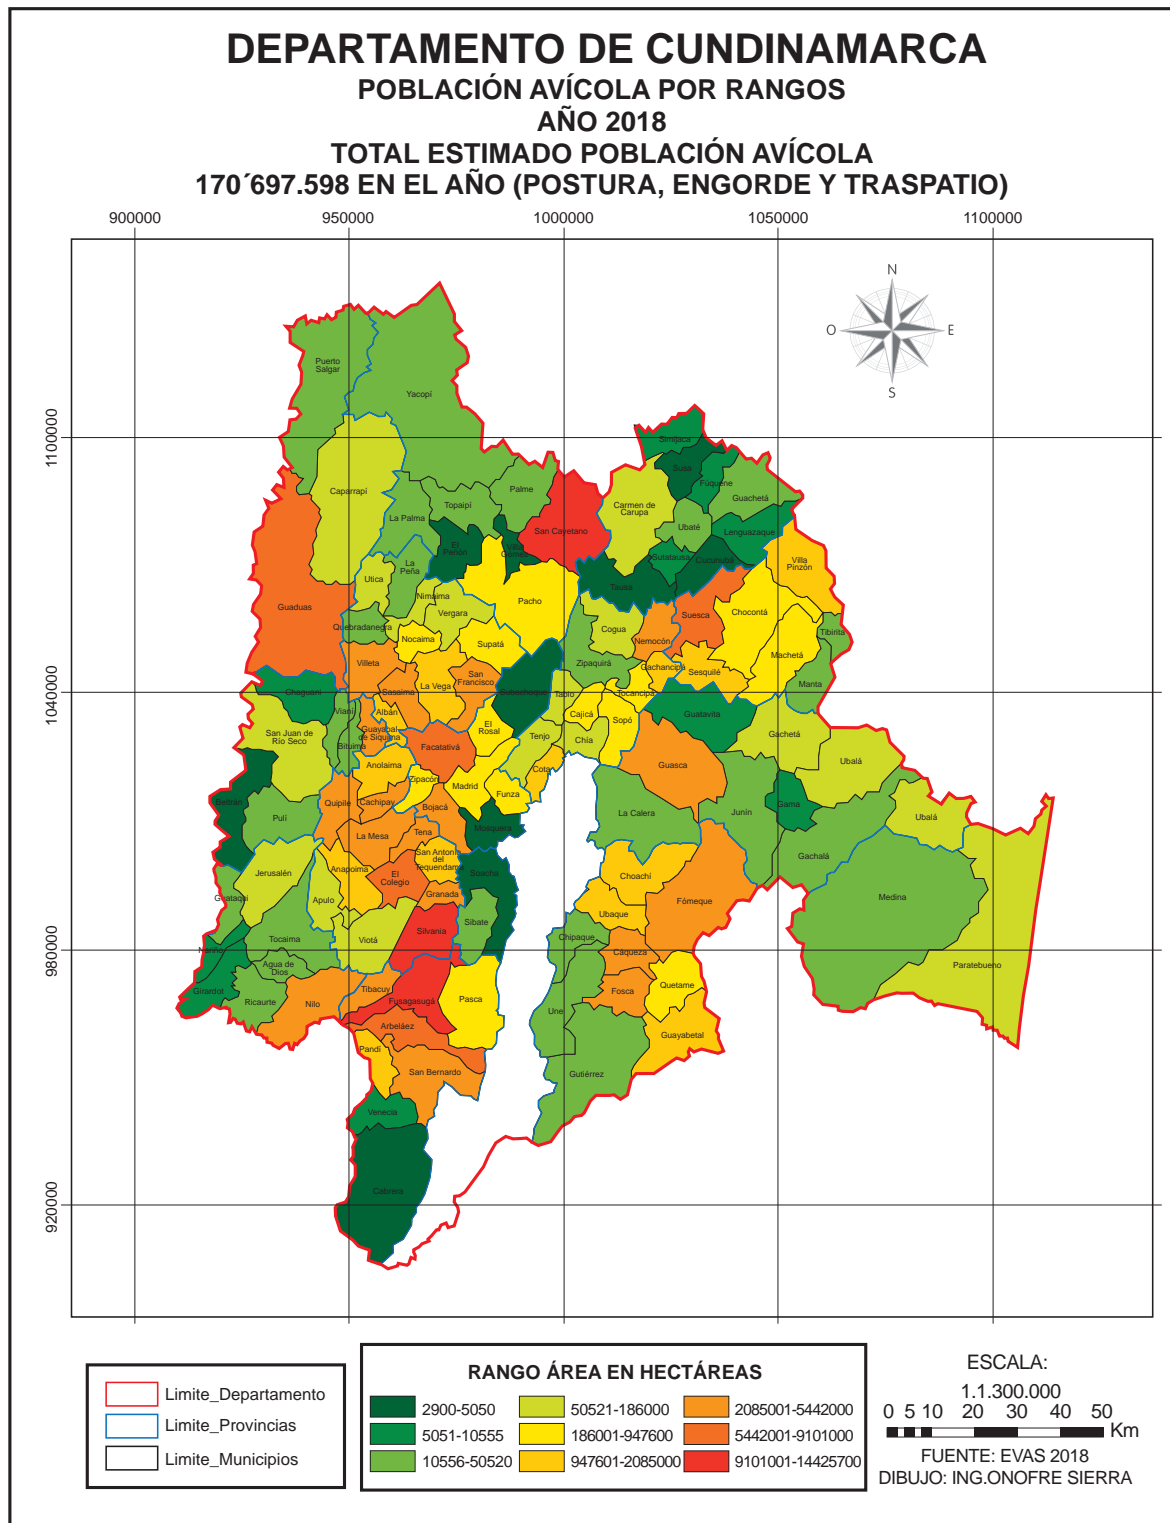 DEPARTAMENTO DE CUNDINAMARCA
POBLACIÓN AVÍCOLA POR RANGOS
AÑO 2018
TOTAL ESTIMADO POBLACIÓN AVÍCOLA
170´697.598 EN EL AÑO (POSTURA, ENGORDE Y TRASPATIO)
900000
950000
1000000
1050000
1100000
N
O
E
S
1100000
1040000
980000
920000
Puerto
Salgar
Yacopí
Caparrapí
Guaduas
La Palma
Topaipí
Palme
San Cayetano
El
Peñón
Villa
Gómez
La
Peña
Utica
Nimaima
Vergara
Pacho
Quebradanegra
Nocaima
Supatá
Villeta
La Vega
San
Francisco
Subachoque
Sasaima
Albán
Guayabal
de Siquima
Facatativá
El
Rosal
Chaguaní
Vianí
Bituima
San Juan de
Río Seco
Anolaima
Zipacón
Madrid
Funza
Beltrán
Pulí
Quipile
Cachipay
Bojacá
Mosquera
La Mesa
Tena
San Antonio
del
Tequendama
Soacha
Jerusalén
Anapoima
El
Colegio
Granada
Guataquí
Apulo
Viotá
Silvania
Sibate
Tocaima
Nariño
Agua de
Dios
Girardot
Ricaurte
Nilo
Tibacuy
Fusagasugá
Pasca
Arbeláez
Pandí
San Bernardo
Venecia
Cabrera
Simijaca
Susa
Fúquene
Guachetá
Carmen de
Carupa
Ubaté
Lenguazaque
Sutatausa
Cucunubá
Tausa
Villa
Pinzón
Suesca
Chocontá
Cogua
Nemocón
Tibirita
Machetá
Zipaquirá
Gachancipá
Sesquilé
Manta
Tabio
Tocancipá
Cajicá
Sopó
Guatavita
Tenjo
Chía
Gachetá
Cota
Guasca
Ubalá
La Calera
Junín
Gama
Ubalá
Gachalá
Choachí
Medina
Fómeque
Ubaque
Chipaque
Cáqueza
Paratebueno
Une
Fosca
Quetame
Guayabetal
Gutiérrez
Limite_Departamento
Limite_Provincias
Limite_Municipios
RANGO ÁREA EN HECTÁREAS
2900-5050
5051-10555
10556-50520
50521-186000
186001-947600
947601-2085000
2085001-5442000
5442001-9101000
9101001-14425700
ESCALA:
1.1.300.000
0 5 10 20 30 40 50
Km
FUENTE: EVAS 2018
DIBUJO: ING.ONOFRE SIERRA